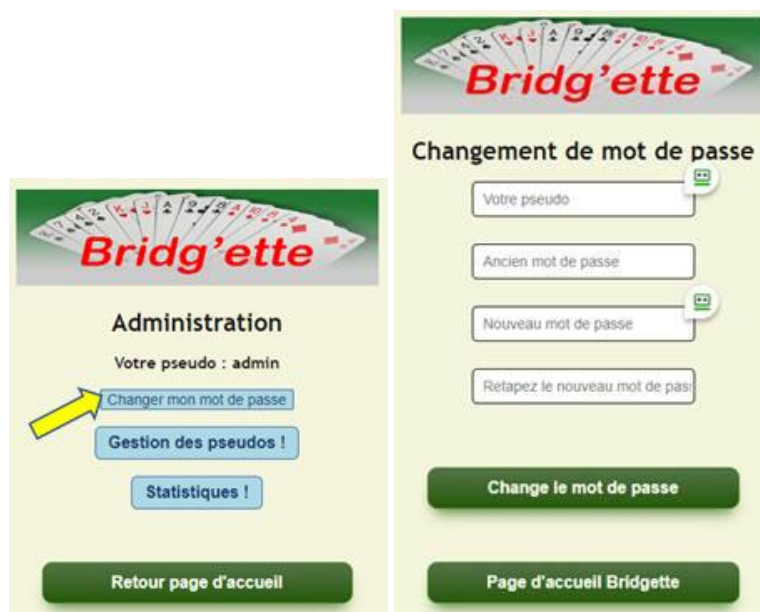 Bridg'ette
Administration
Votre pseudo : admin
Changer mon mot de passe
Gestion des pseudos !
Statistiques !
Retour page d'accueil
Bridg'ette
Changement de mot de passe
Votre pseudo
Ancien mot de passe
Nouveau mot de passe
Retapez le nouveau mot de pas
Change le mot de passe
Page d'accueil Bridgette